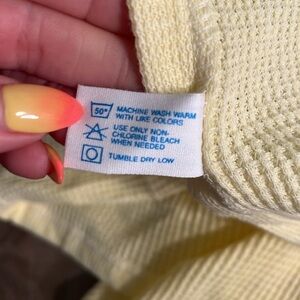 50°
MACHINE WASH WARM
WITH LIKE COLORS
USE ONLY NON-
CHLORINE BLEACH
WHEN NEEDED
TUMBLE DRY LOW